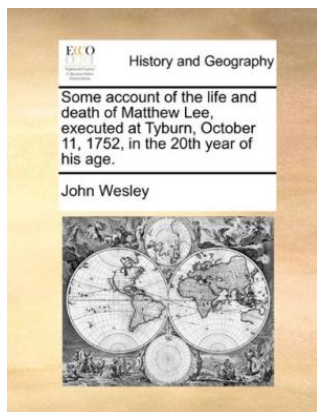 ECCO
History and Geography
Some account of the life and
death of Matthew Lee,
executed at Tyburn, October
11, 1752, in the 20th year of
his age.
John Wesley